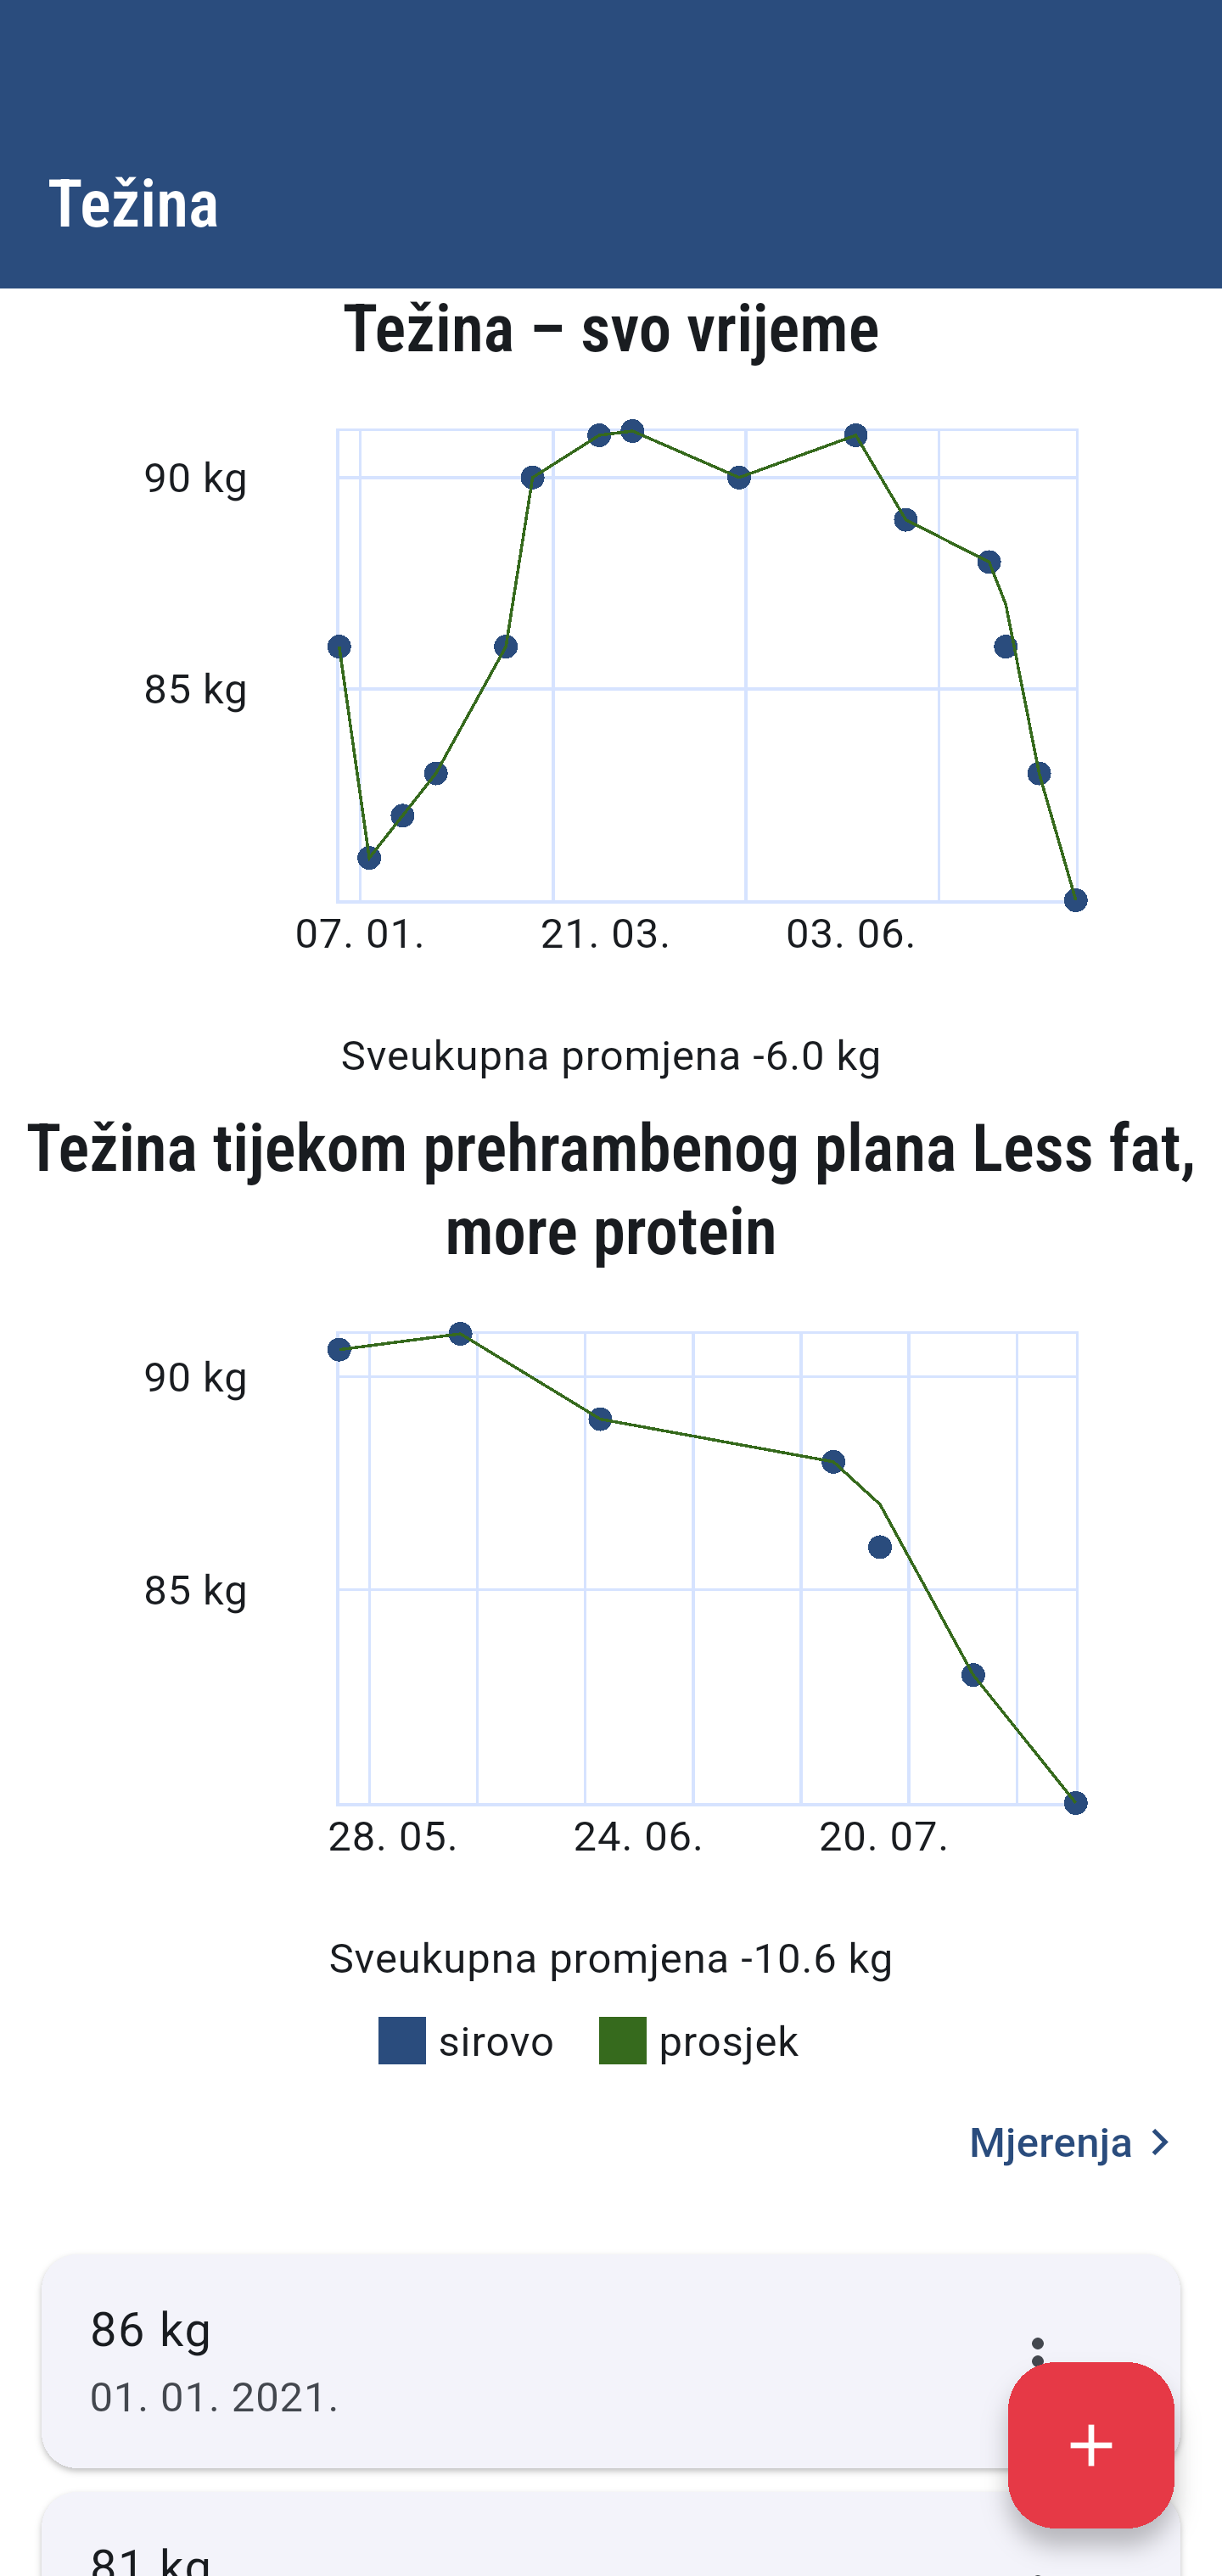 Težina
Težina – svo vrijeme
90 kg
85 kg
07. 01.
21. 03.
03. 06.
Sveukupna promjena -6.0 kg
Težina tijekom prehrambenog plana Less fat,
more protein
90 kg
85 kg
28. 05.
24. 06.
20. 07.
Sveukupna promjena -10.6 kg
sirovo
prosjek
Mjerenja
86 kg
01. 01. 2021.
81 kg